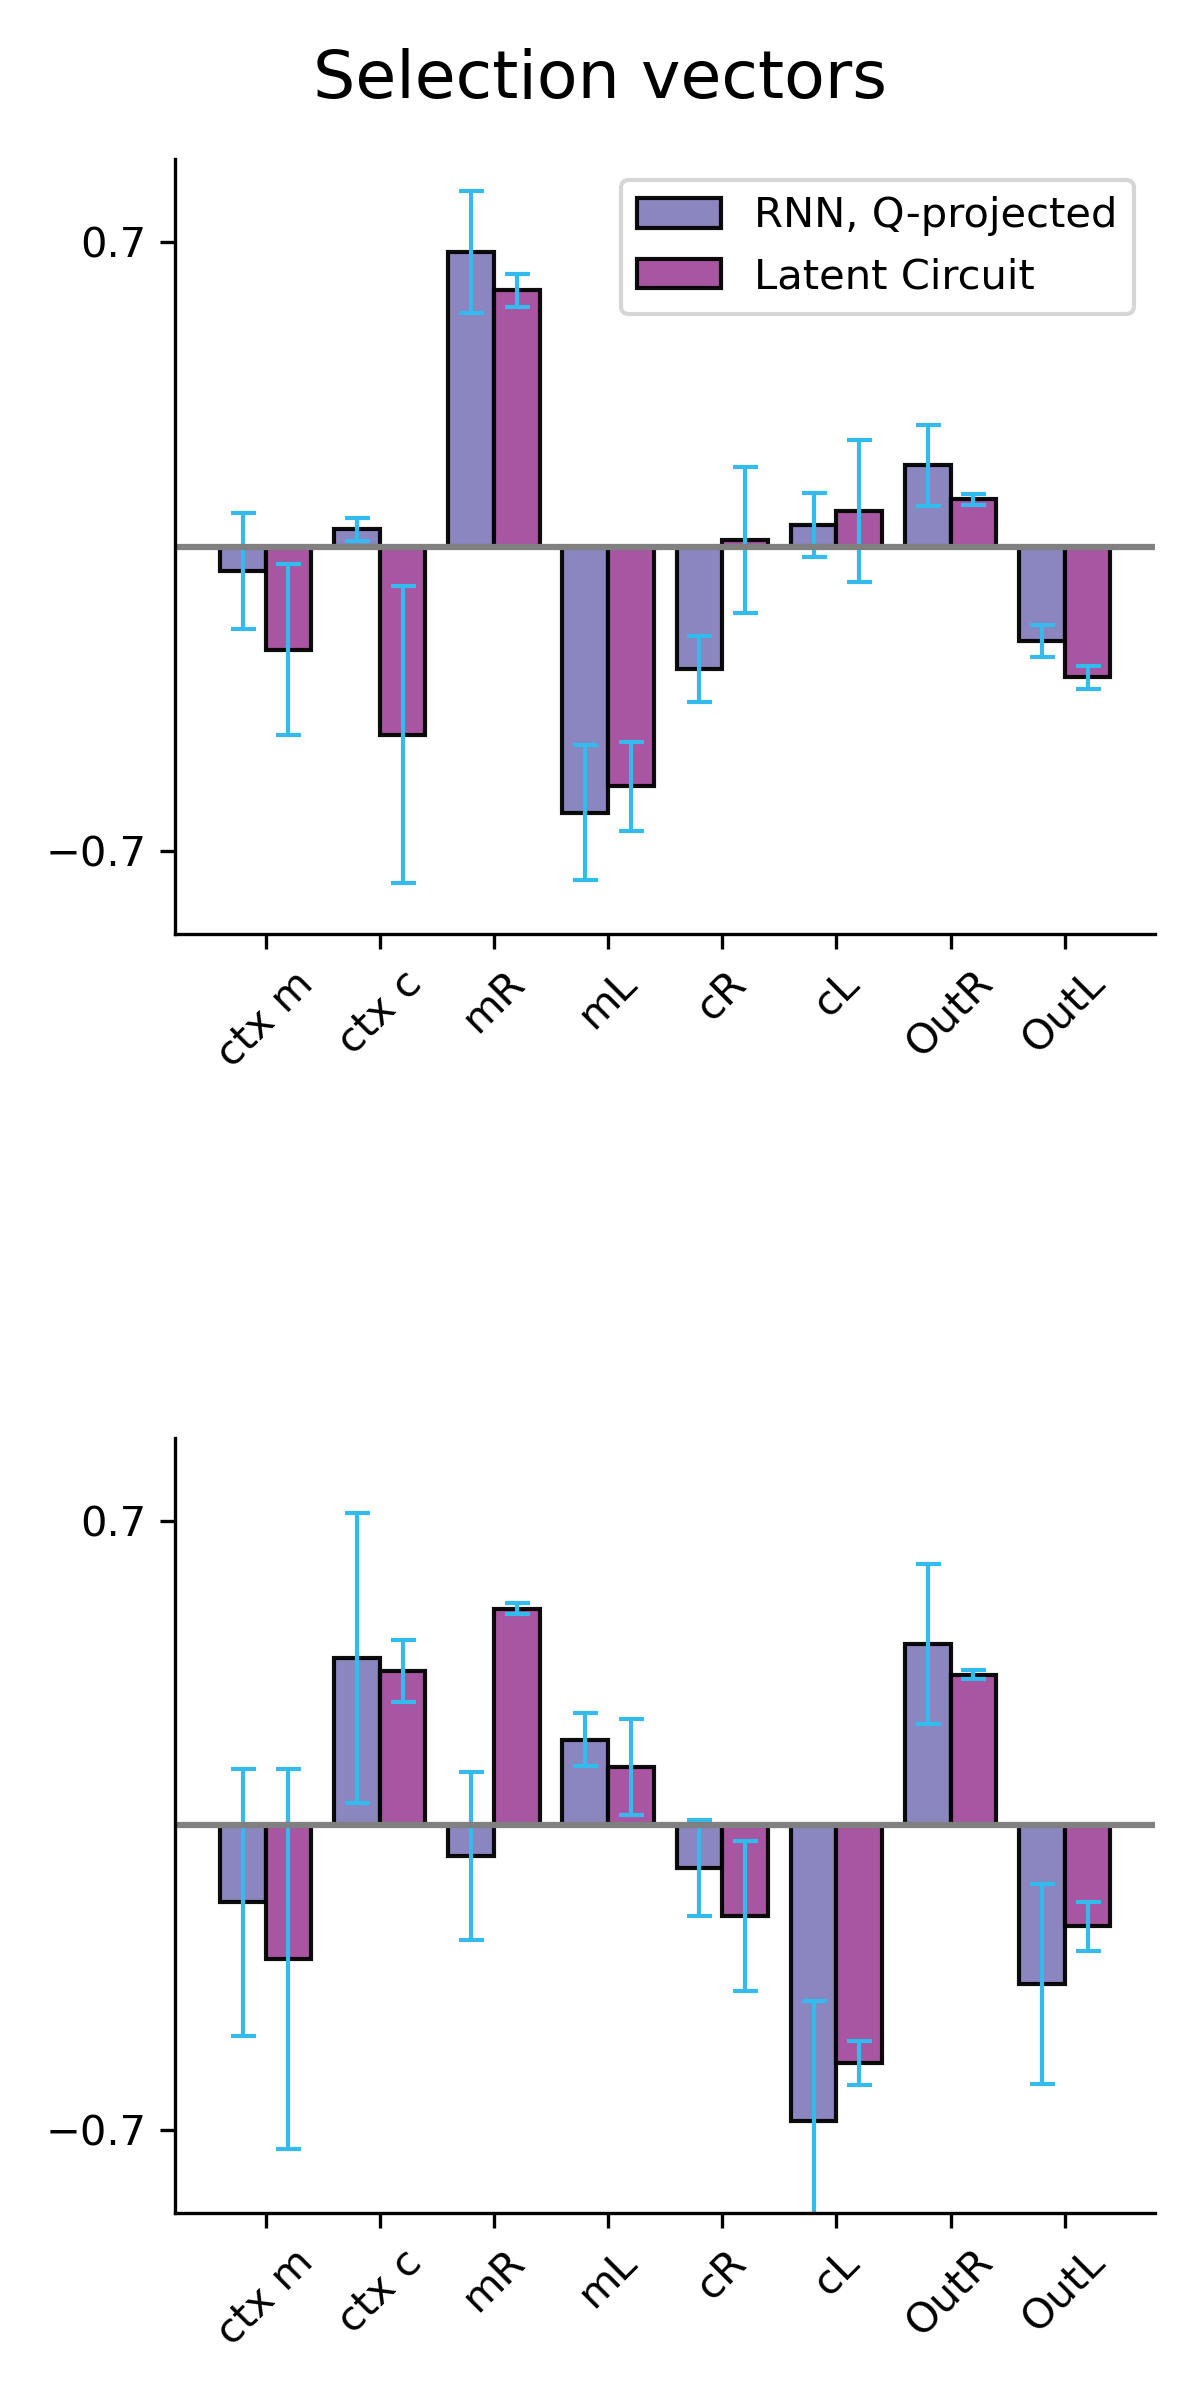 Selection vectors
0.7
−0.7
RNN, Q-projected
Latent Circuit
ctx m
ctx c
mR
mL
cR
cL
OutR
OutL
0.7
−0.7
ctx m
ctx c
mR
mL
cR
cL
OutR
OutL